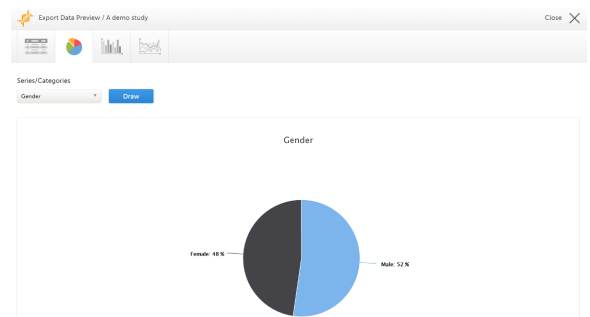 Export Data Preview / A demo study
Close
Series/Categories
Gender
Draw
Gender
Female: 48 %
Male: 52 %